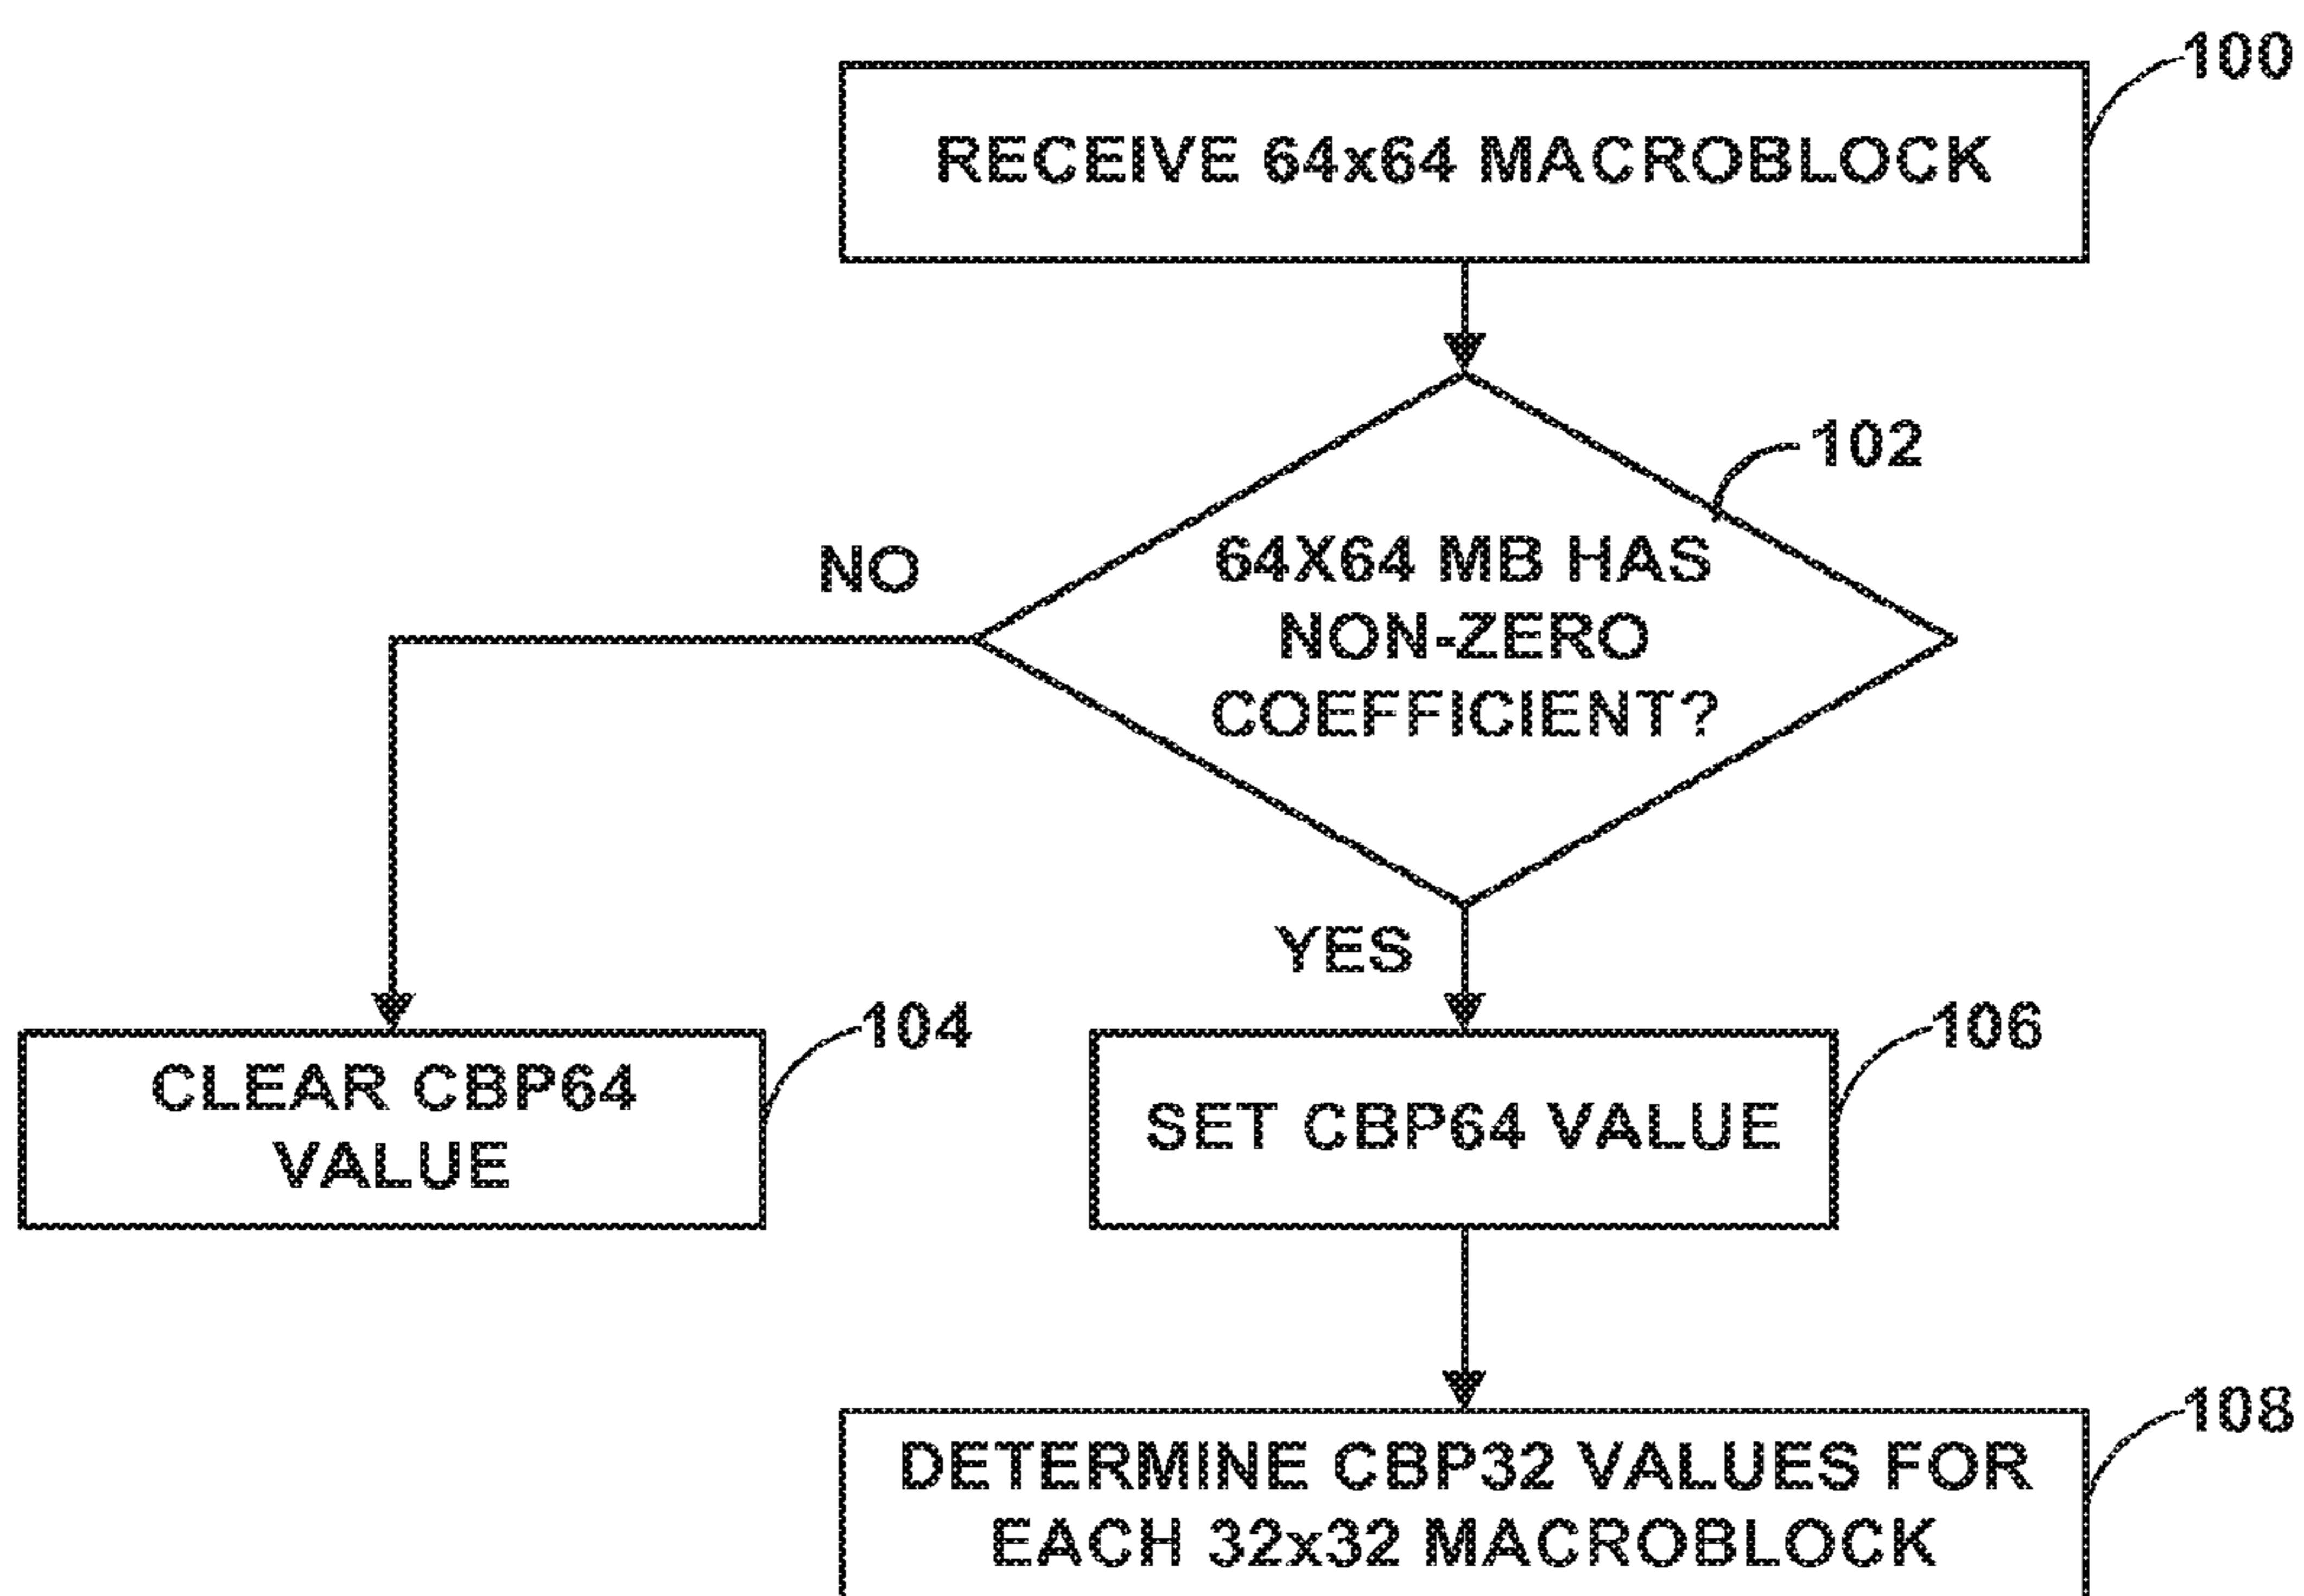 100
RECEIVE 64x64 MACROBLOCK
102
64X64 MB HAS
NON-ZERO
COEFFICIENT?
NO
YES
104
CLEAR CBP64
VALUE
106
SET CBP64 VALUE
108
DETERMINE CBP32 VALUES FOR
EACH 32x32 MACROBLOCK